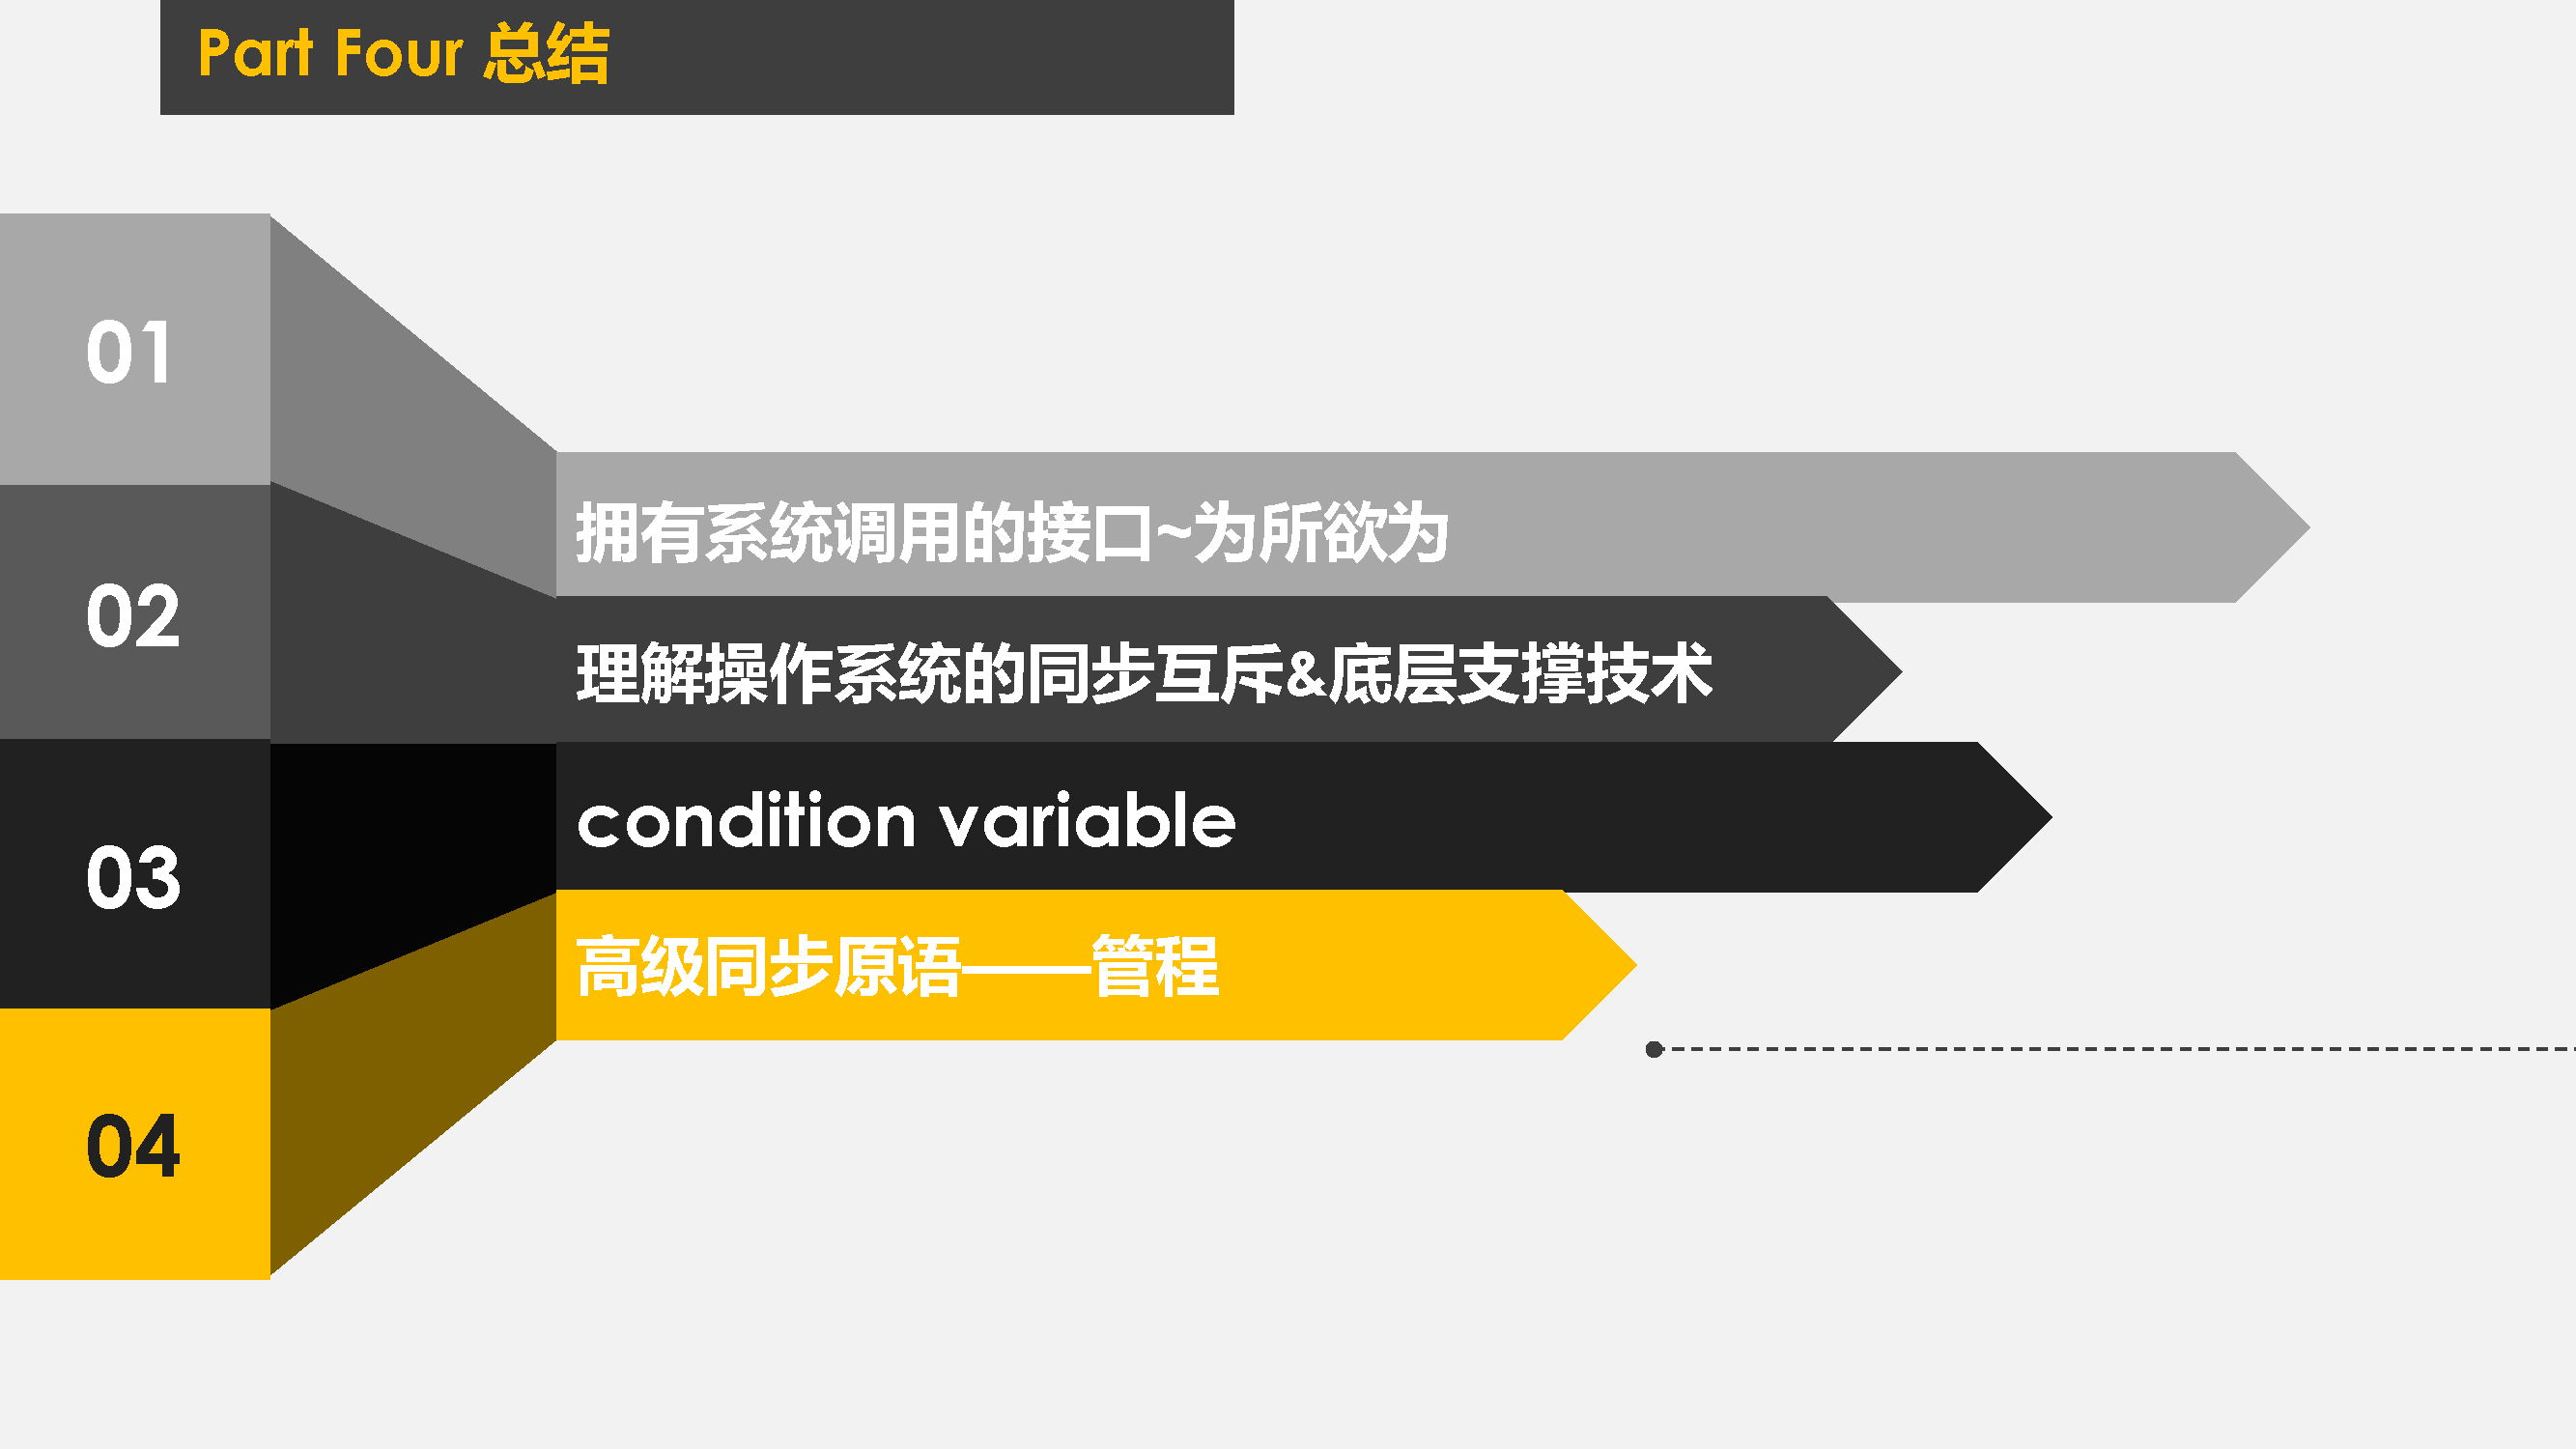 Part Four 总结
01
拥有系统调用的接口~为所欲为
02
理解操作系统的同步互斥&底层支撑技术
03
condition variable
04
高级同步原语——管程